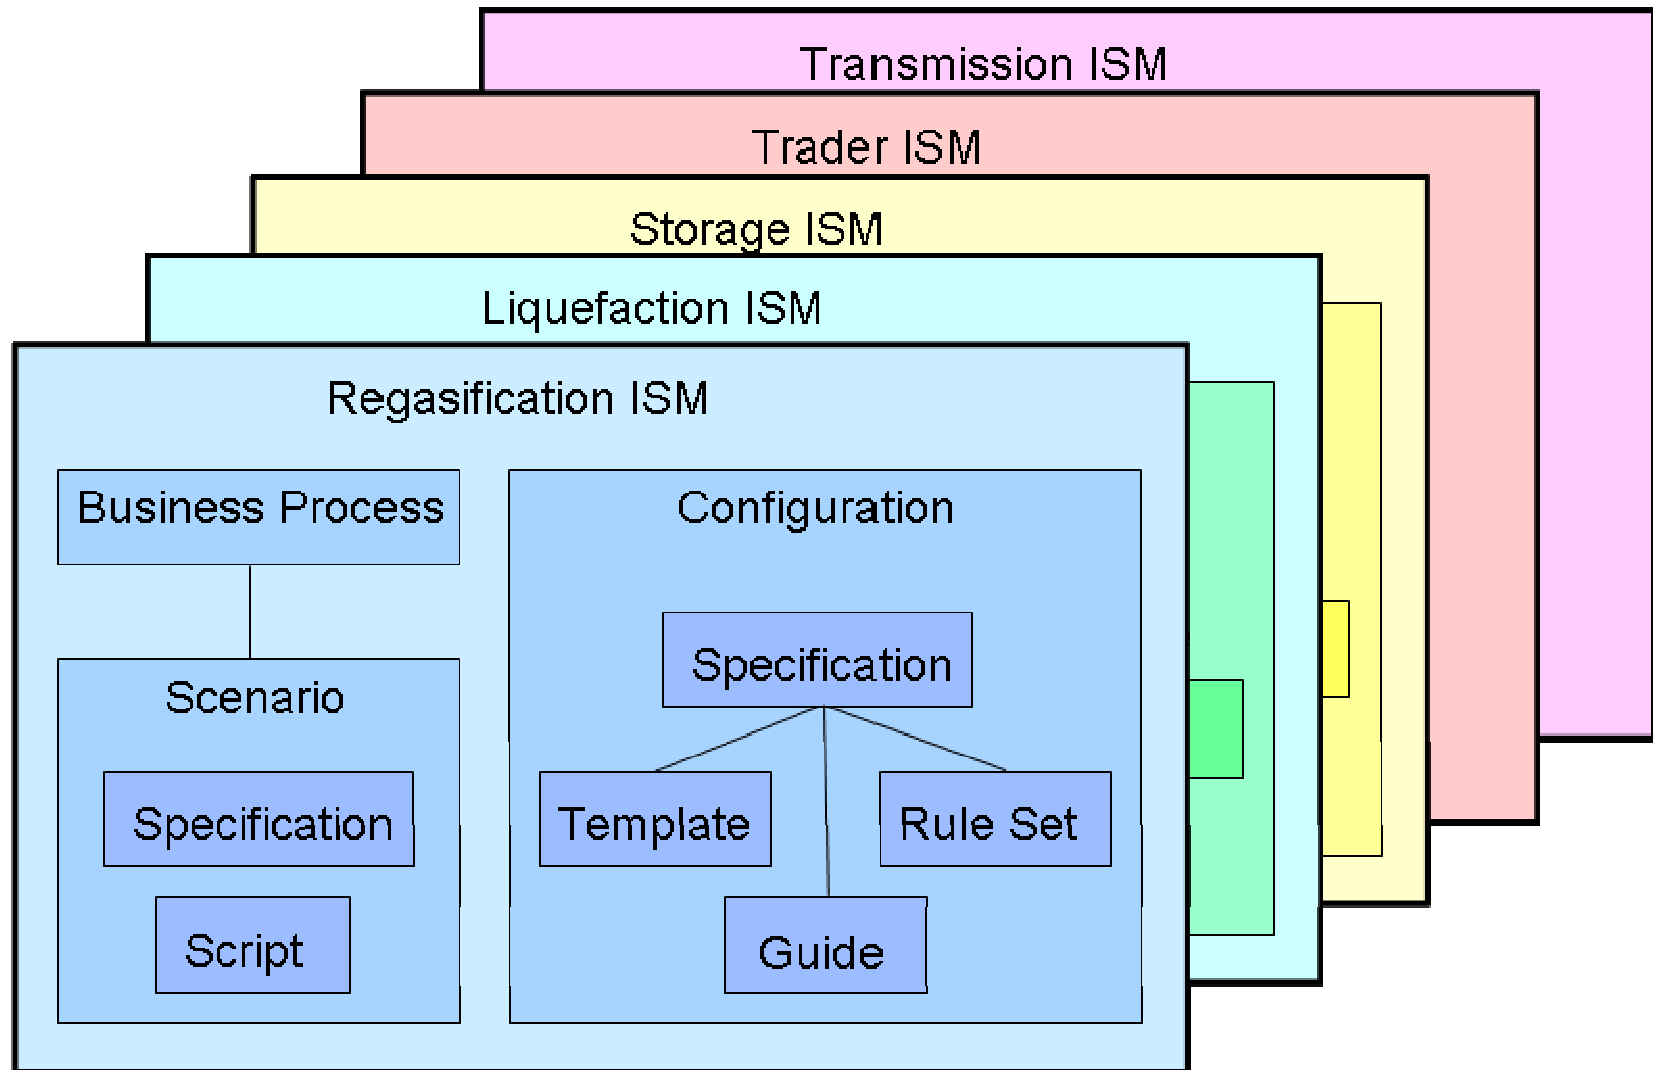 Transmission ISM
Trader ISM
Storage ISM
Liquefaction ISM
Regasification ISM
Business Process
Scenario
Specification
Script
Configuration
Specification
Template
Rule Set
Guide